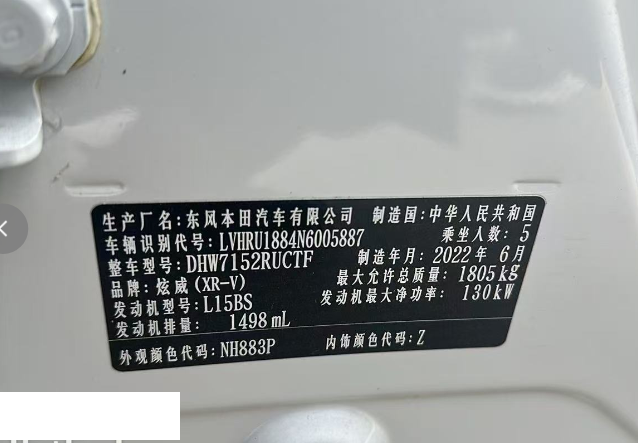 生产厂名:东风本田汽车有限公司 制造国:中华人民共和国
车辆识别代号:LVHRU1884N6005887 乘坐人数:5
整车型号:DHW7152RUCTF 制造年月:2022年6月
品牌:炫威(XR-V) 最大允许总质量:1805kg
发动机型号:L15BS 发动机最大净功率:130kW
发动机排量:1498mL
外观颜色代码:NH883P 内饰颜色代码:Z